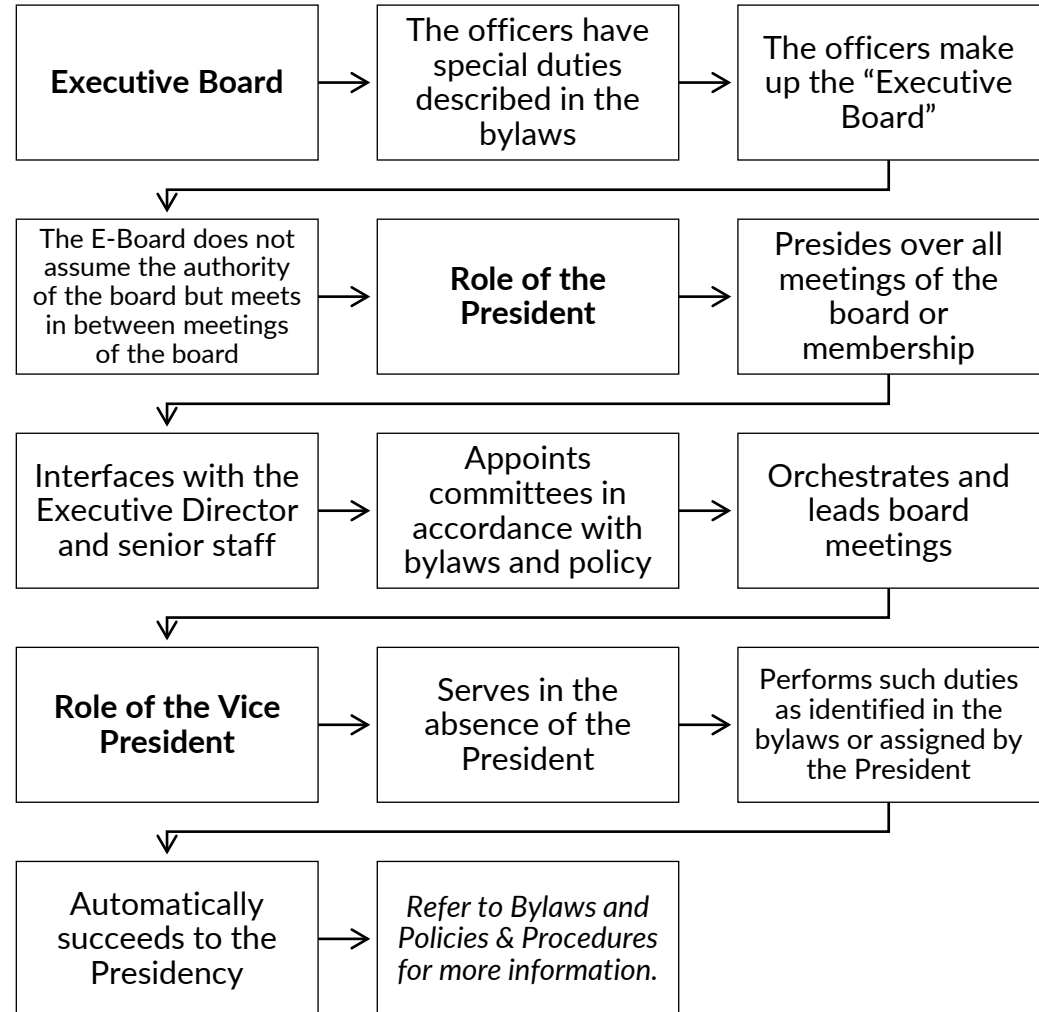 Executive Board
The officers have
special duties
described in the
bylaws
The officers make
up the “Executive
Board”
The E-Board does not
assume the authority
of the board but meets
in between meetings
of the board
Role of the
President
Presides over all
meetings of the
board or
membership
Interfaces with the
Executive Director
and senior staff
Appoints
committees in
accordance with
bylaws and policy
Orchestrates and
leads board
meetings
Role of the Vice
President
Serves in the
absence of the
President
Performs such duties
as identified in the
bylaws or assigned by
the President
Automatically
succeeds to the
Presidency
Refer to Bylaws and
Policies & Procedures
for more information.